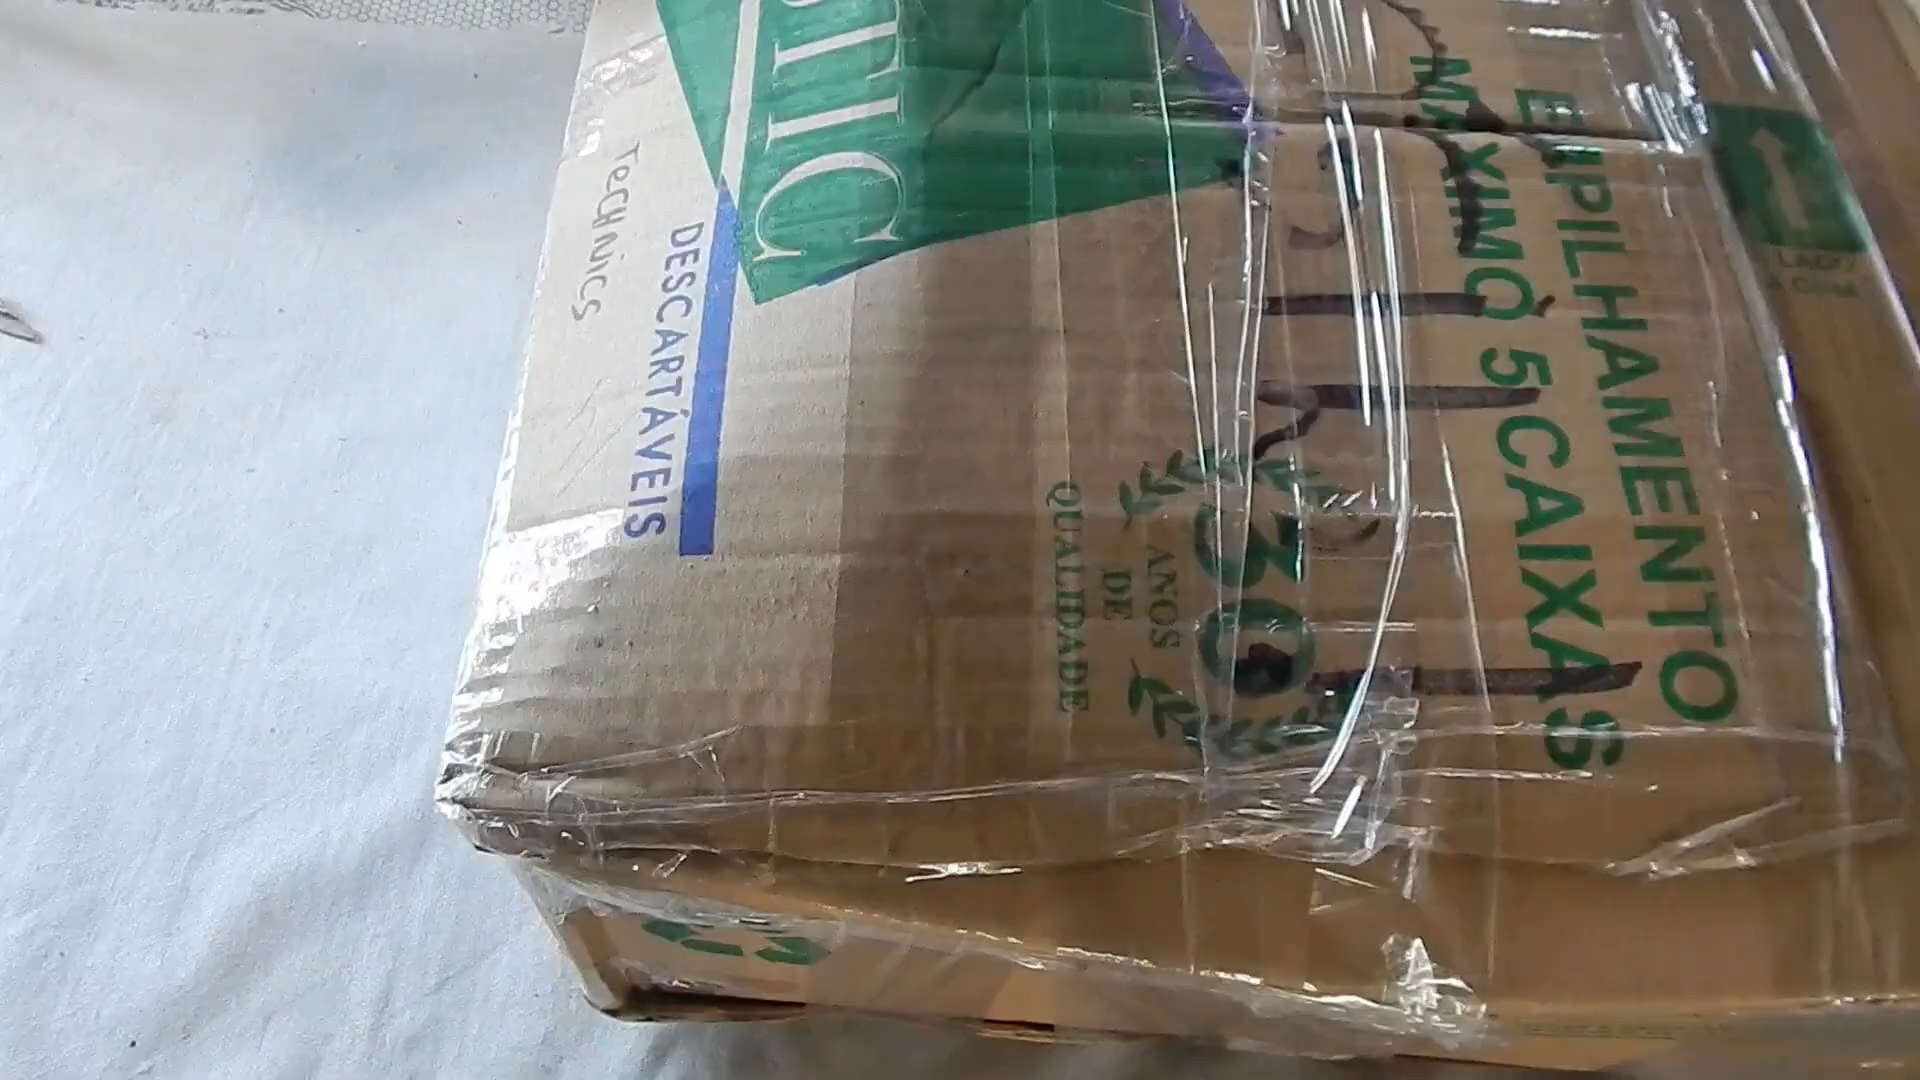 STIC
DESCARTÁVEIS
TecHNiCS
EMPILHAMENTO
MÁXIMO 5 CAIXAS
30
ANOS
DE
QUALIDADE